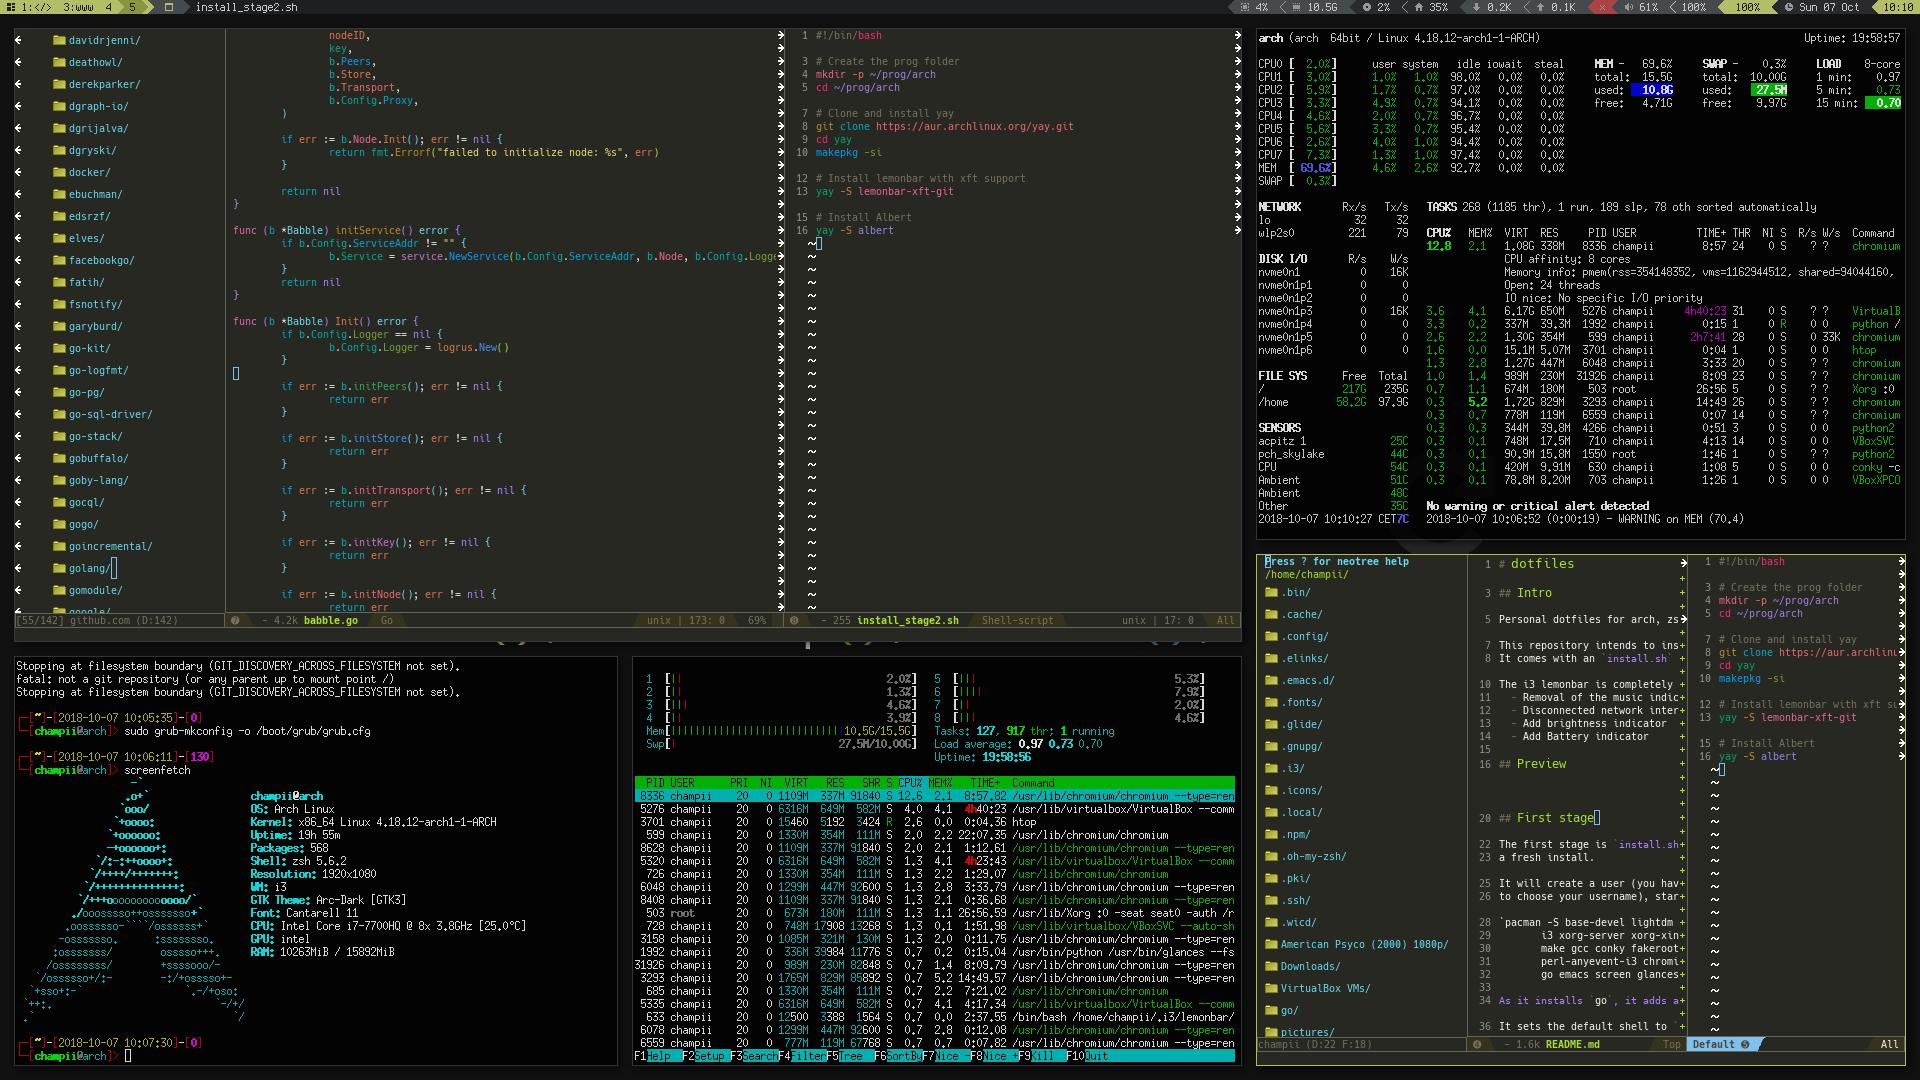 1:</> 3:www 4 5 install_stage2.sh 4% 10.5G 2% 35% 0.2K 0.1K 61% 100% 100% Sun 07 Oct 10:10
davidrjenni/
deathowl/
derekparker/
dgraph-io/
dgrijalva/
dgryski/
docker/
ebuchman/
edsrzf/
elves/
facebookgo/
fatih/
fsnotify/
garyburd/
go-kit/
go-logfmt/
go-pg/
go-sql-driver/
go-stack/
gobuffalo/
goby-lang/
gocql/
gogo/
goincremental/
golang/
gomodule/
google/
[55/142] github.com (D:142)
nodeID,
key,
b.Peers,
b.Store,
b.Transport,
b.Config.Proxy,
)
if err := b.Node.Init(); err != nil {
return fmt.Errorf("failed to initialize node: %s", err)
}
return nil
}
func (b *Babble) initService() error {
if b.Config.ServiceAddr != "" {
b.Service = service.NewService(b.Config.ServiceAddr, b.Node, b.Config.Logge
}
return nil
}
func (b *Babble) Init() error {
if b.Config.Logger == nil {
b.Config.Logger = logrus.New()
}
if err := b.initPeers(); err != nil {
return err
}
if err := b.initStore(); err != nil {
return err
}
if err := b.initTransport(); err != nil {
return err
}
if err := b.initKey(); err != nil {
return err
}
if err := b.initNode(); err != nil {
return err
- 4.2k babble.go Go unix | 173: 0 69%
1 #!/bin/bash
3 # Create the prog folder
4 mkdir -p ~/prog/arch
5 cd ~/prog/arch
7 # Clone and install yay
8 git clone https://aur.archlinux.org/yay.git
9 cd yay
10 makepkg -si
12 # Install lemonbar with xft support
13 yay -S lemonbar-xft-git
15 # Install Albert
16 yay -S albert
- 255 install_stage2.sh Shell-script unix | 17: 0 All
arch (arch 64bit / Linux 4.18.12-arch1-1-ARCH) Uptime: 19:58:57
CPU0 [ 2.0%] user system idle iowait steal MEM - 69.6% SWAP - 0.3% LOAD 8-core
CPU1 [ 3.0%] 1.0% 1.0% 98.0% 0.0% 0.0% total: 15.5G total: 10.00G 1 min: 0.97
CPU2 [ 5.9%] 1.7% 0.7% 97.0% 0.0% 0.0% used: 10.8G used: 27.5M 5 min: 0.73
CPU3 [ 3.3%] 4.9% 0.7% 94.1% 0.0% 0.0% free: 4.71G free: 9.97G 15 min: 0.70
CPU4 [ 4.6%] 2.0% 0.7% 96.7% 0.0% 0.0%
CPU5 [ 5.6%] 3.3% 0.7% 95.4% 0.0% 0.0%
CPU6 [ 2.6%] 4.0% 1.0% 94.4% 0.0% 0.0%
CPU7 [ 7.3%] 1.3% 1.0% 97.4% 0.0% 0.0%
MEM [ 69.6%] 4.6% 2.6% 92.7% 0.0% 0.0%
SWAP [ 0.3%]
NETWORK Rx/s Tx/s
lo 32 32
wlp2s0 221 79
DISK I/O R/s W/s
nvme0n1 0 16K
nvme0n1p1 0 0
nvme0n1p2 0 0
nvme0n1p3 0 16K
nvme0n1p4 0 0
nvme0n1p5 0 0
nvme0n1p6 0 0
FILE SYS Free Total
/ 217G 235G
/home 58.2G 97.9G
SENSORS
acpitz 1 25C
pch_skylake 44C
CPU 54C
Ambient 51C
Ambient 48C
Other 35C
2018-10-07 10:10:27 CET7C
TASKS 268 (1185 thr), 1 run, 189 slp, 78 oth sorted automatically
CPU% MEM% VIRT RES PID USER TIME+ THR NI S R/s W/s Command
12.8 2.1 1.08G 338M 8336 champii 8:57 24 0 S ? ? chromium
CPU affinity: 8 cores
Memory info: pmem(rss=354148352, vms=1162944512, shared=94044160,
Open: 24 threads
IO nice: No specific I/O priority
3.6 4.1 6.17G 650M 5276 champii 4h40:23 31 0 S ? ? VirtualB
3.3 0.2 337M 39.3M 1992 champii 0:15 1 0 R 0 0 python /
2.6 2.2 1.30G 354M 599 champii 2h7:41 28 0 S 0 33K chromium
1.6 0.0 15.1M 5.07M 3701 champii 0:04 1 0 S 0 0 htop
1.3 2.8 1.27G 447M 6048 champii 3:33 20 0 S ? ? chromium
1.0 1.4 989M 230M 31926 champii 8:09 23 0 S ? ? chromium
0.7 1.1 674M 180M 503 root 26:56 5 0 S ? ? Xorg :0
0.3 5.2 1.72G 829M 3293 champii 14:49 26 0 S ? ? chromium
0.3 0.7 778M 119M 6559 champii 0:07 14 0 S ? ? chromium
0.3 0.3 344M 39.8M 4266 champii 0:51 3 0 S 0 0 python2
0.3 0.1 748M 17.5M 710 champii 4:13 14 0 S ? ? VBoxSVC
0.3 0.1 90.9M 15.8M 1550 root 1:46 1 0 S ? ? python2
0.3 0.1 420M 9.91M 630 champii 1:08 5 0 S 0 0 conky -c
0.3 0.1 78.8M 8.20M 703 champii 1:26 1 0 S ? ? VBoxXPCO
No warning or critical alert detected
2018-10-07 10:06:52 (0:00:19) - WARNING on MEM (70.4)
Stopping at filesystem boundary (GIT_DISCOVERY_ACROSS_FILESYSTEM not set).
fatal: not a git repository (or any parent up to mount point /)
Stopping at filesystem boundary (GIT_DISCOVERY_ACROSS_FILESYSTEM not set).
[~]-[2018-10-07 10:05:35]-[0]
[champii@arch]> sudo grub-mkconfig -o /boot/grub/grub.cfg
[~]-[2018-10-07 10:06:11]-[130]
[champii@arch]> screenfetch
champii@arch
OS: Arch Linux
Kernel: x86_64 Linux 4.18.12-arch1-1-ARCH
Uptime: 19h 55m
Packages: 568
Shell: zsh 5.6.2
Resolution: 1920x1080
WM: i3
GTK Theme: Arc-Dark [GTK3]
Font: Cantarell 11
CPU: Intel Core i7-7700HQ @ 8x 3.8GHz [25.0°C]
GPU: intel
RAM: 10263MiB / 15892MiB
[~]-[2018-10-07 10:07:30]-[0]
[champii@arch]>
1 [|| 2.0%] 5 [||| 5.3%]
2 [|| 1.3%] 6 [|||| 7.9%]
3 [||| 4.6%] 7 [|| 2.0%]
4 [|| 3.9%] 8 [||| 4.6%]
Mem[ 10.5G/15.5G] Tasks: 127, 917 thr; 1 running
Swp[| 27.5M/10.00G] Load average: 0.97 0.73 0.70
Uptime: 19:58:56
PID USER PRI NI VIRT RES SHR S CPU% MEM% TIME+ Command
8336 champii 20 0 1109M 337M 91840 S 12.6 2.1 8:57.82 /usr/lib/chromium/chromium --type=ren
5276 champii 20 0 6316M 649M 582M S 4.0 4.1 4h40:23 /usr/lib/virtualbox/VirtualBox --comm
3701 champii 20 0 15460 5192 3424 R 2.6 0.0 0:04.36 htop
599 champii 20 0 1330M 354M 111M S 2.0 2.2 22:07.35 /usr/lib/chromium/chromium
8628 champii 20 0 1109M 337M 91840 S 2.0 2.1 1:12.61 /usr/lib/chromium/chromium --type=ren
5320 champii 20 0 6316M 649M 582M S 1.3 4.1 4h23:43 /usr/lib/virtualbox/VirtualBox --comm
726 champii 20 0 1330M 354M 111M S 1.3 2.2 1:29.07 /usr/lib/chromium/chromium
6048 champii 20 0 1299M 447M 92600 S 1.3 2.8 3:33.79 /usr/lib/chromium/chromium --type=ren
8408 champii 20 0 1109M 337M 91840 S 1.3 2.1 0:36.68 /usr/lib/chromium/chromium --type=ren
503 root 20 0 673M 180M 111M S 1.3 1.1 26:56.59 /usr/lib/Xorg :0 -seat seat0 -auth /r
728 champii 20 0 748M 17908 13268 S 1.3 0.1 1:51.98 /usr/lib/virtualbox/VBoxSVC --auto-sh
3158 champii 20 0 1085M 321M 130M S 1.3 2.0 0:11.75 /usr/lib/chromium/chromium --type=ren
1992 champii 20 0 336M 39984 11776 S 0.7 0.2 0:15.04 /usr/bin/python /usr/bin/glances --fs
31926 champii 20 0 989M 230M 82848 S 0.7 1.4 8:09.79 /usr/lib/chromium/chromium --type=ren
3293 champii 20 0 1765M 829M 85892 S 0.7 5.2 14:49.57 /usr/lib/chromium/chromium --type=ren
685 champii 20 0 1330M 354M 111M S 0.7 2.2 7:21.02 /usr/lib/chromium/chromium
5335 champii 20 0 6316M 649M 582M S 0.7 4.1 4:17.34 /usr/lib/virtualbox/VirtualBox --comm
633 champii 20 0 12500 3388 1564 S 0.7 0.0 2:37.55 /bin/bash /home/champii/.i3/lemonbar/
6078 champii 20 0 1299M 447M 92600 S 0.7 2.8 0:12.08 /usr/lib/chromium/chromium --type=ren
6559 champii 20 0 777M 119M 67768 S 0.7 0.7 0:07.80 /usr/lib/chromium/chromium --type=ren
F1Help F2Setup F3SearchF4FilterF5Tree F6SortByF7Nice -F8Nice +F9Kill F10Quit
Press ? for neotree help
/home/champii/
.bin/
.cache/
.config/
.elinks/
.emacs.d/
.fonts/
.glide/
.gnupg/
.i3/
.icons/
.local/
.npm/
.oh-my-zsh/
.pki/
.ssh/
.wicd/
American Psyco (2000) 1080p/
Downloads/
VirtualBox VMs/
go/
pictures/
champii (D:22 F:18)
1 # dotfiles
3 ## Intro
5 Personal dotfiles for arch, zs
7 This repository intends to ins
8 It comes with an `install.sh`
10 The i3 lemonbar is completely
11 - Removal of the music indic
12 - Disconnected network inter
13 - Add brightness indicator
14 - Add Battery indicator
15
16 ## Preview
20 ## First stage
22 The first stage is `install.sh
23 a fresh install.
25 It will create a user (you hav
26 to choose your username), star
28 `pacman -S base-devel lightdm
29 i3 xorg-server xorg-xin
30 make gcc conky fakeroot
31 perl-anyevent-i3 chromi
32 go emacs screen glances
33
34 As it installs `go`, it adds a
36 It sets the default shell to `
- 1.6k README.md Top
1 #!/bin/bash
3 # Create the prog folder
4 mkdir -p ~/prog/arch
5 cd ~/prog/arch
7 # Clone and install yay
8 git clone https://aur.archlinu
9 cd yay
10 makepkg -si
12 # Install lemonbar with xft su
13 yay -S lemonbar-xft-git
15 # Install Albert
16 yay -S albert
Default 5 All